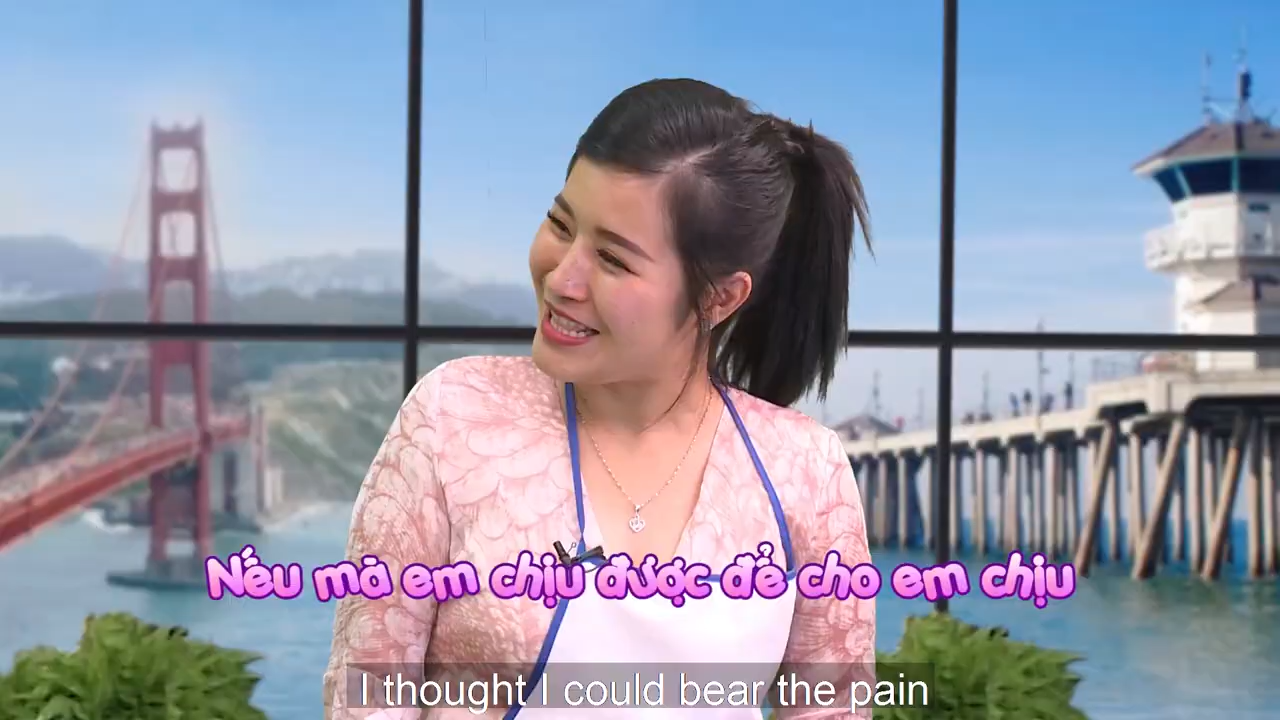 Nếu mà em chịu được để cho em chịu
I thought I could bear the pain